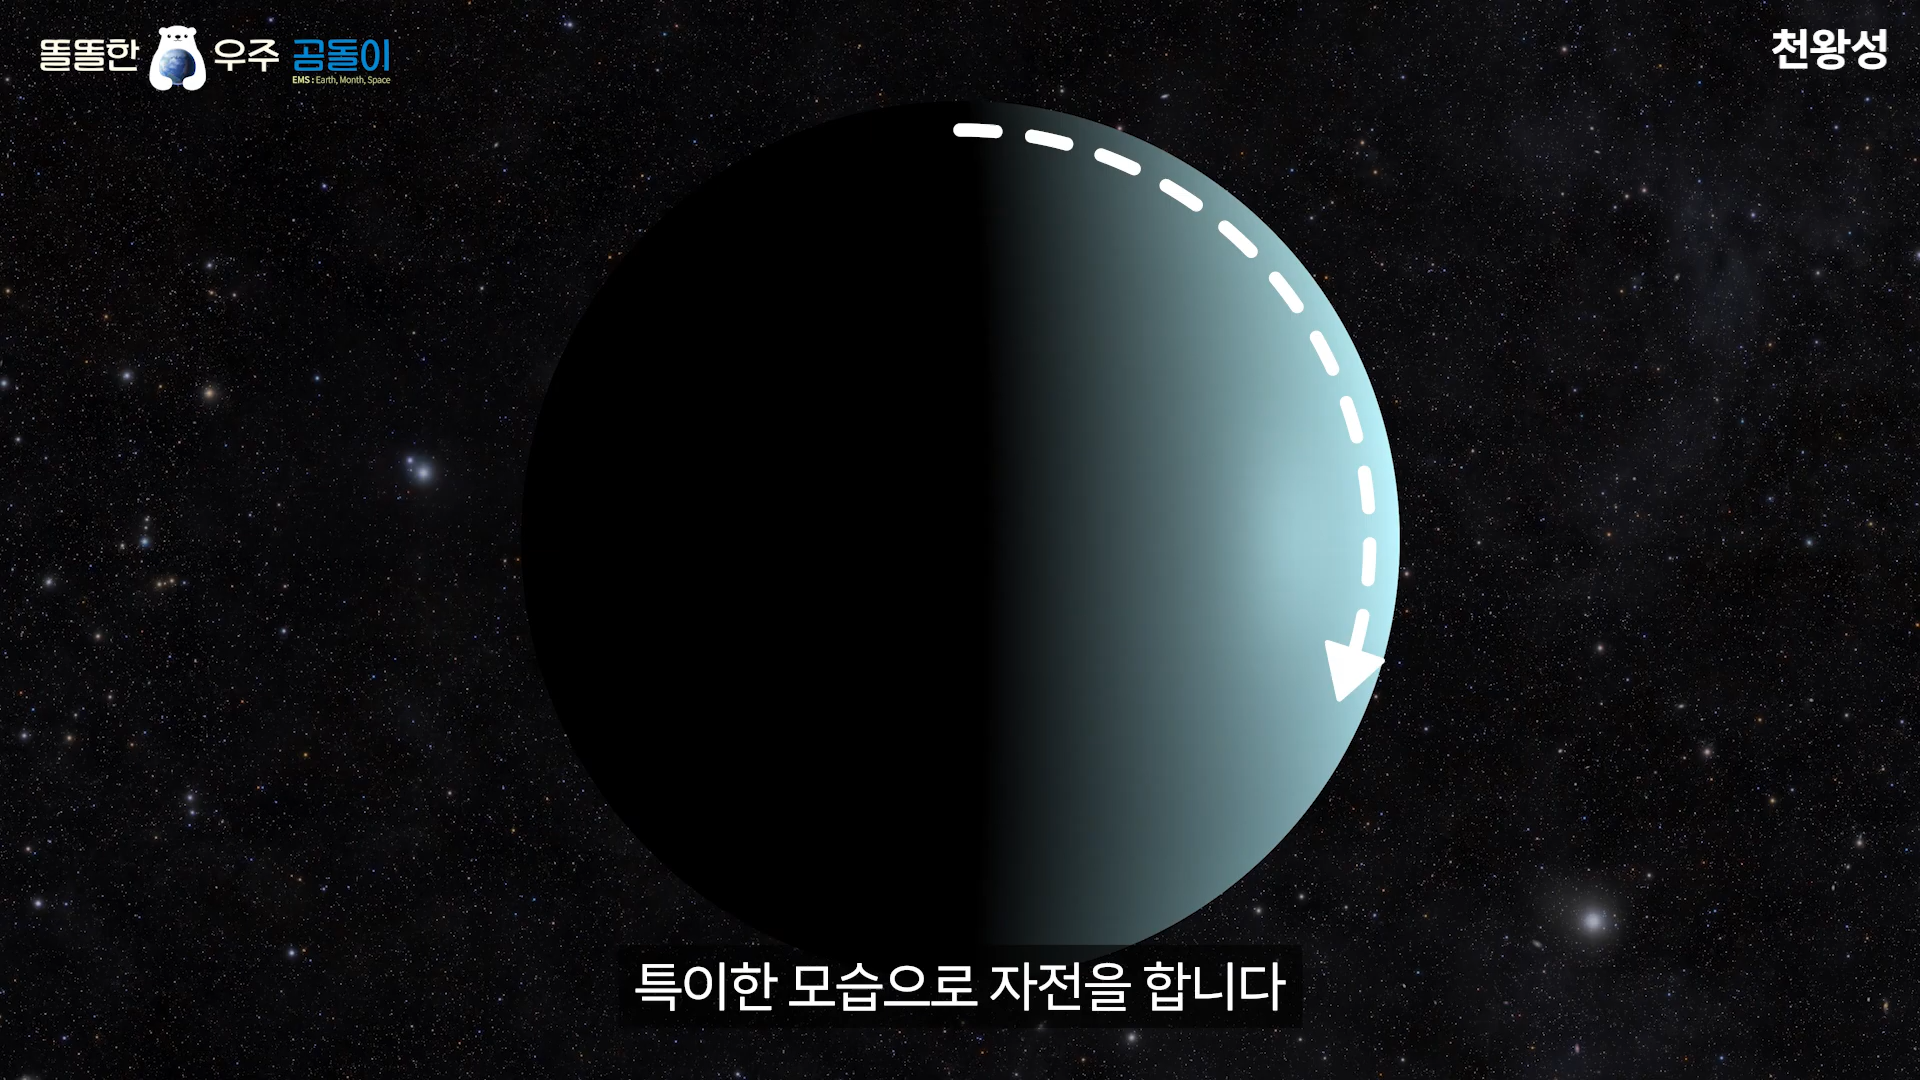 똘똘한 우주 곰돌이
EMS : Earth, Month, Space
천왕성
특이한 모습으로 자전을 합니다